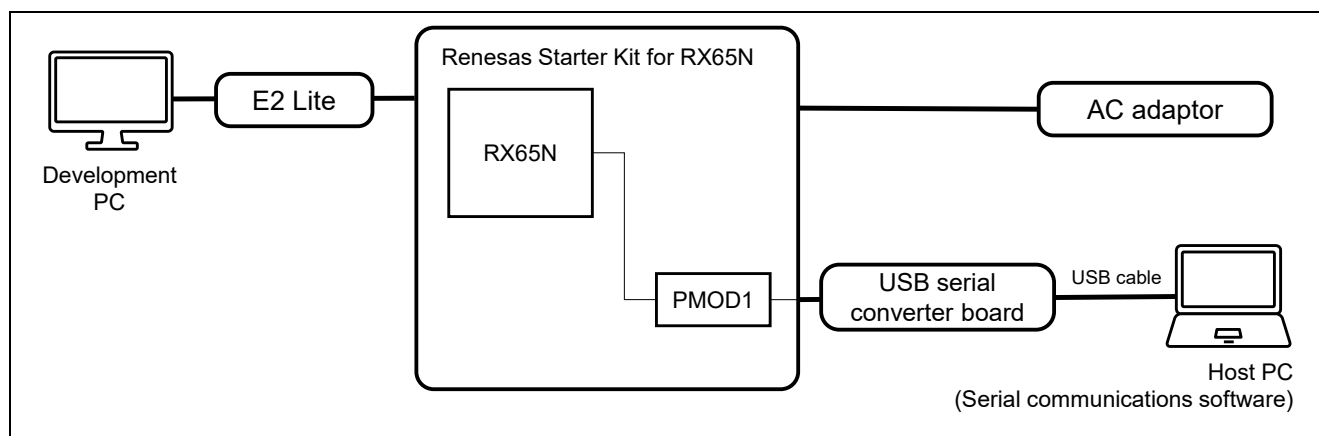 Renesas Starter Kit for RX65N
E2 Lite
AC adaptor
RX65N
Development
PC
PMOD1
USB serial
converter board
USB cable
Host PC
(Serial communications software)